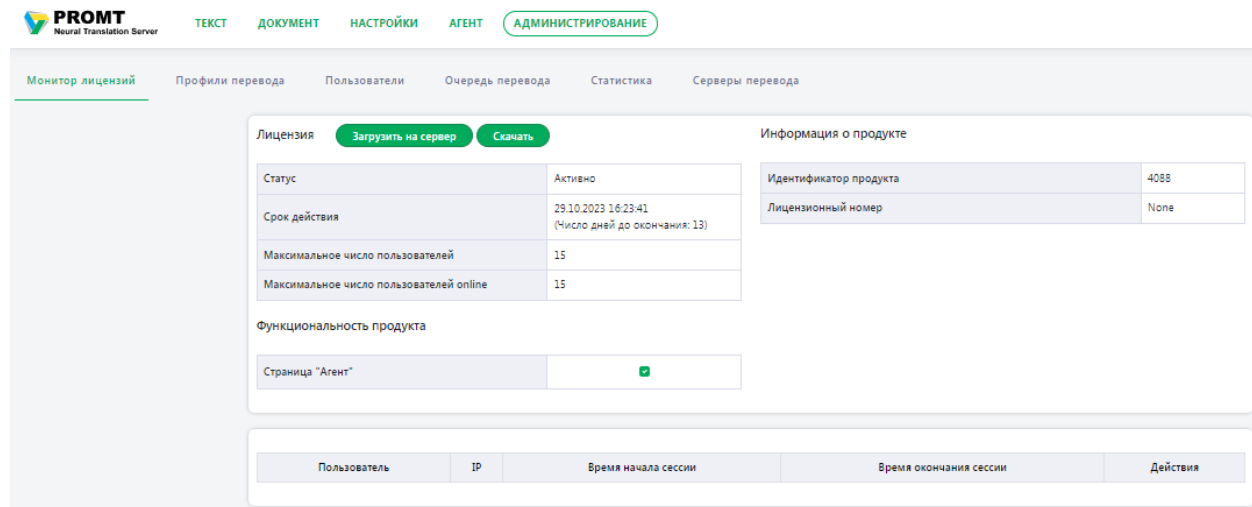 PROMT
Neural Translation Server
ТЕКСТ ДОКУМЕНТ НАСТРОЙКИ АГЕНТ АДМИНИСТРИРОВАНИЕ
Монитор лицензий Профили перевода Пользователи Очередь перевода Статистика Серверы перевода
Лицензия Загрузить на сервер Скачать
Статус Активно
Срок действия 29.10.2023 16:23:41
(Число дней до окончания: 13)
Максимальное число пользователей 15
Максимальное число пользователей online 15
Функциональность продукта
Страница "Агент"
Информация о продукте
Идентификатор продукта 4088
Лицензионный номер None
Пользователь IP Время начала сессии Время окончания сессии Действия